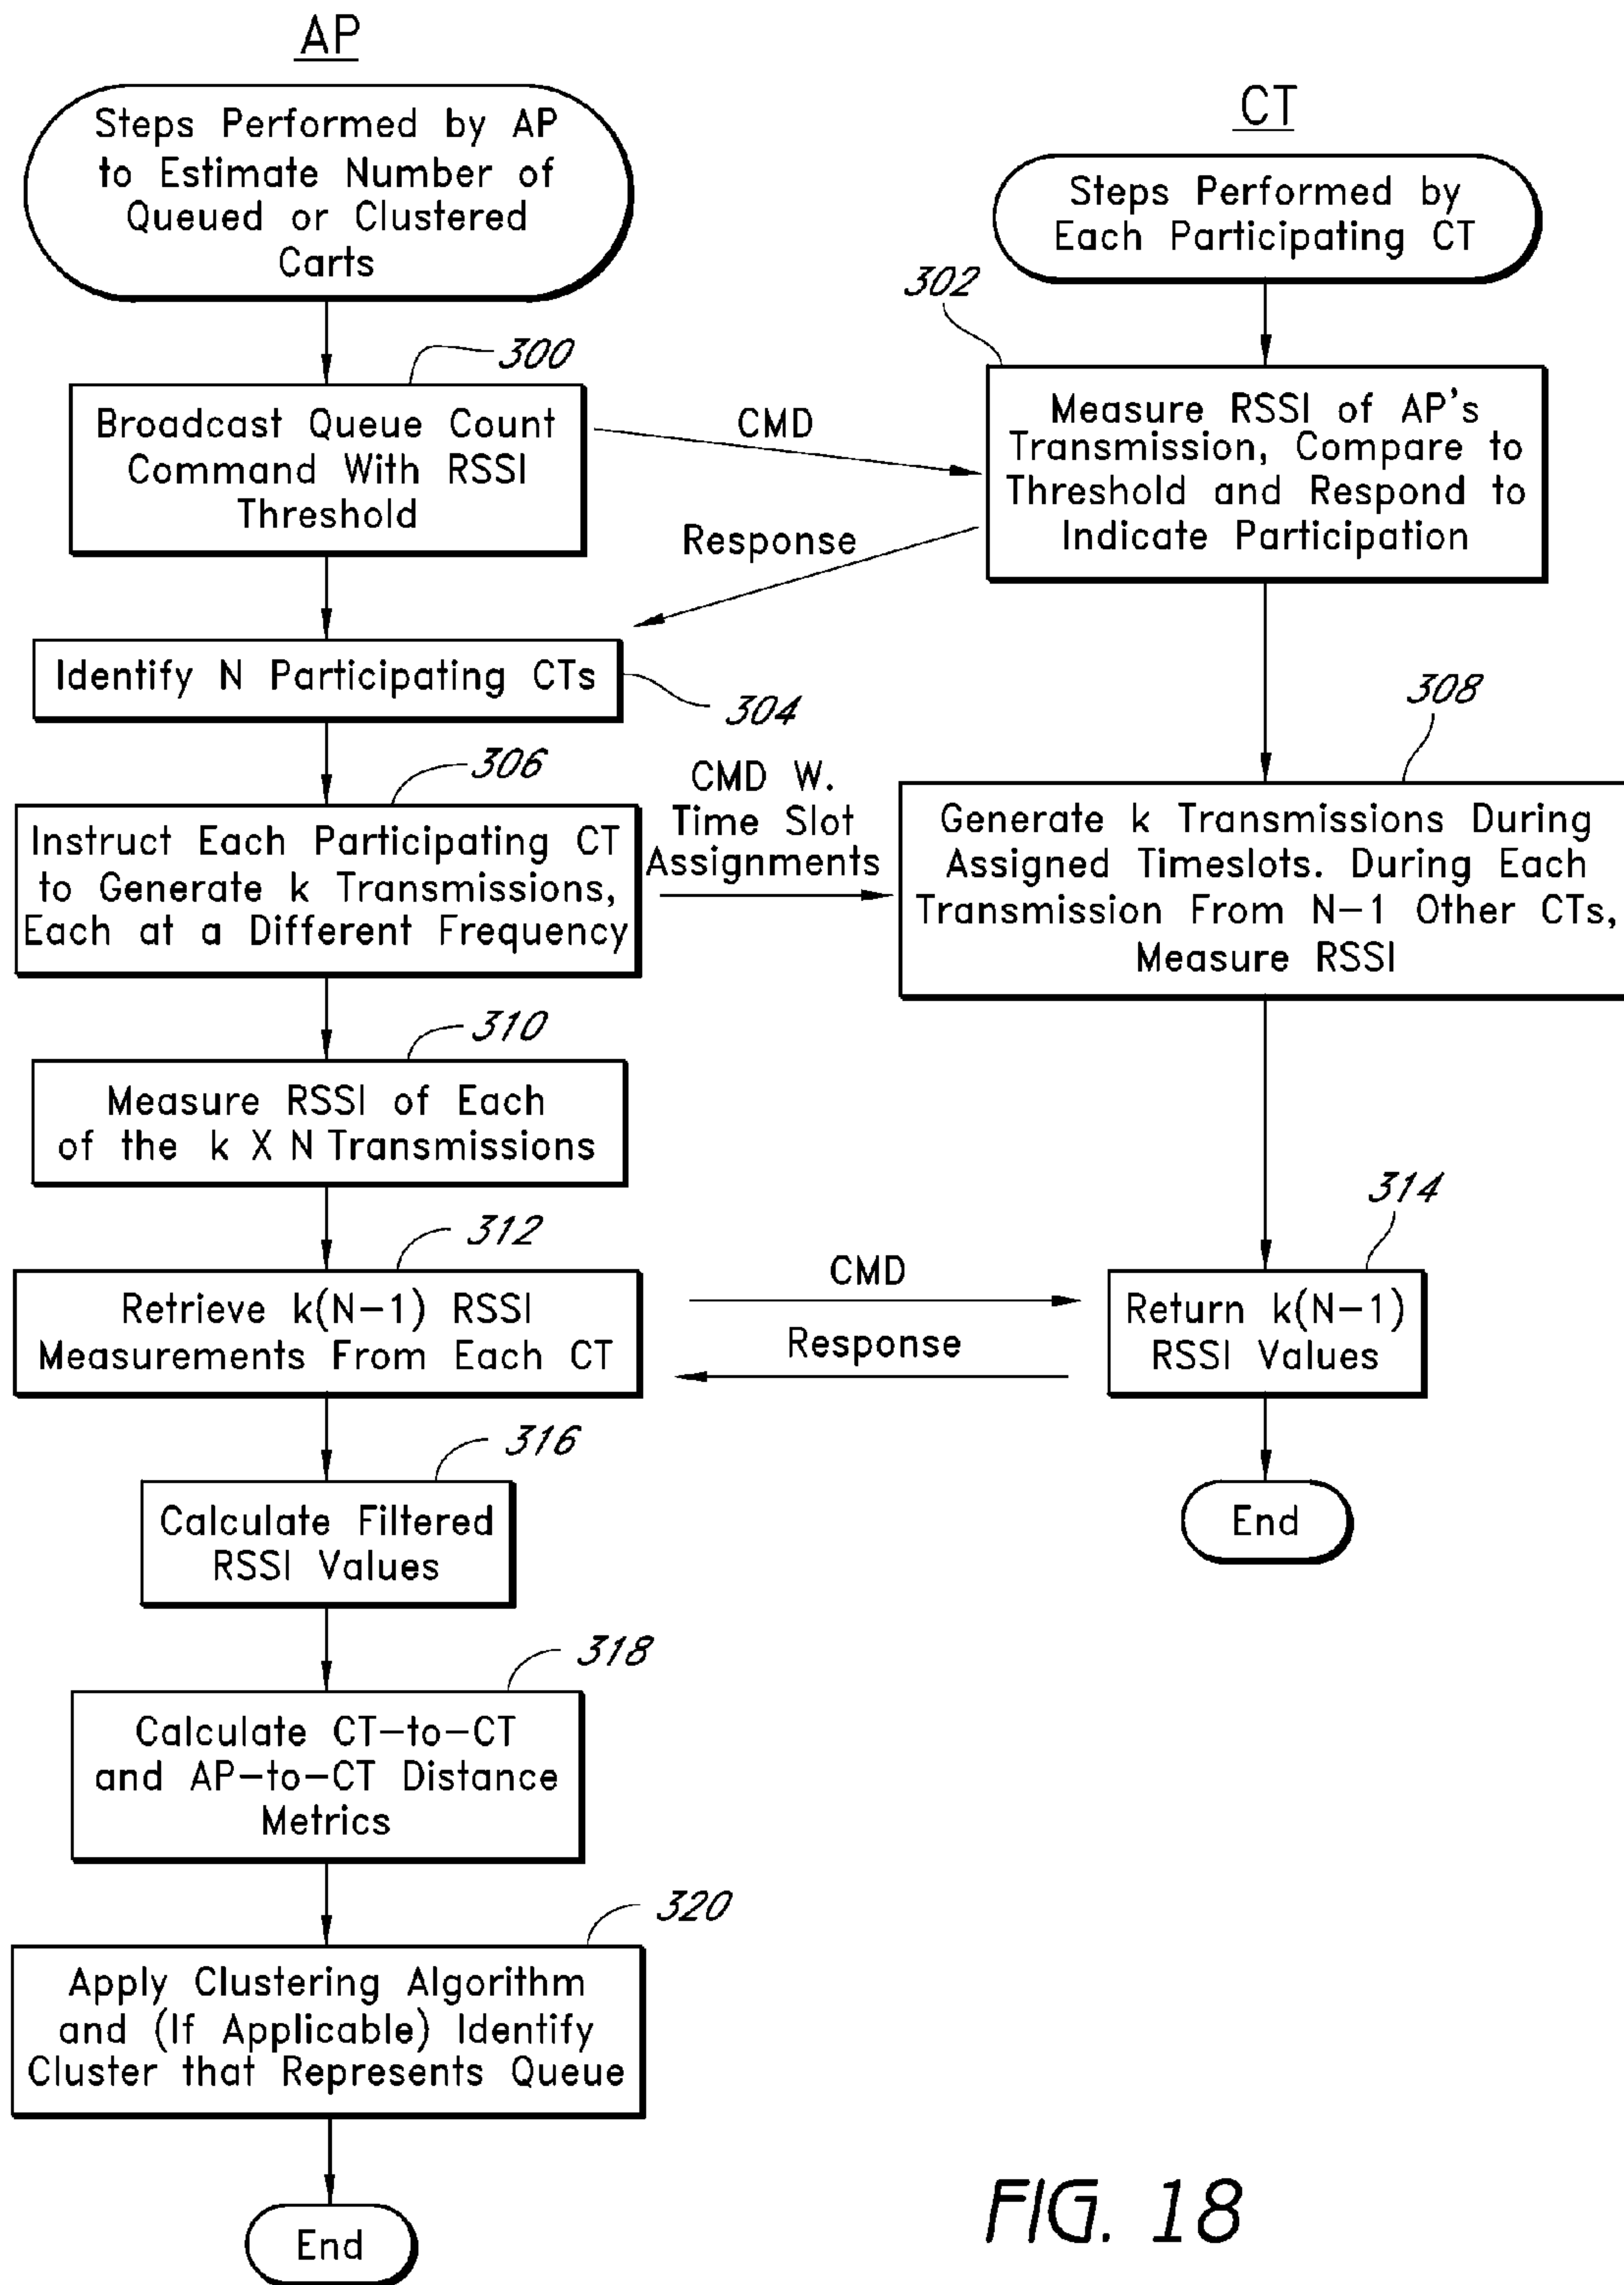 AP
Steps Performed by AP
to Estimate Number of
Queued or Clustered
Carts
CT
Steps Performed by
Each Participating CT
300
Broadcast Queue Count
Command With RSSI
Threshold
CMD
302
Measure RSSI of AP's
Transmission, Compare to
Threshold and Respond to
Indicate Participation
Response
Identify N Participating CTs
304
306
Instruct Each Participating CT
to Generate k Transmissions,
Each at a Different Frequency
CMD W.
Time Slot
Assignments
308
Generate k Transmissions During
Assigned Timeslots. During Each
Transmission From N-1 Other CTs,
Measure RSSI
310
Measure RSSI of Each
of the k X N Transmissions
312
Retrieve k(N-1) RSSI
Measurements From Each CT
CMD
Response
314
Return k(N-1)
RSSI Values
End
316
Calculate Filtered
RSSI Values
318
Calculate CT-to-CT
and AP-to-CT Distance
Metrics
320
Apply Clustering Algorithm
and (If Applicable) Identify
Cluster that Represents Queue
End
FIG. 18